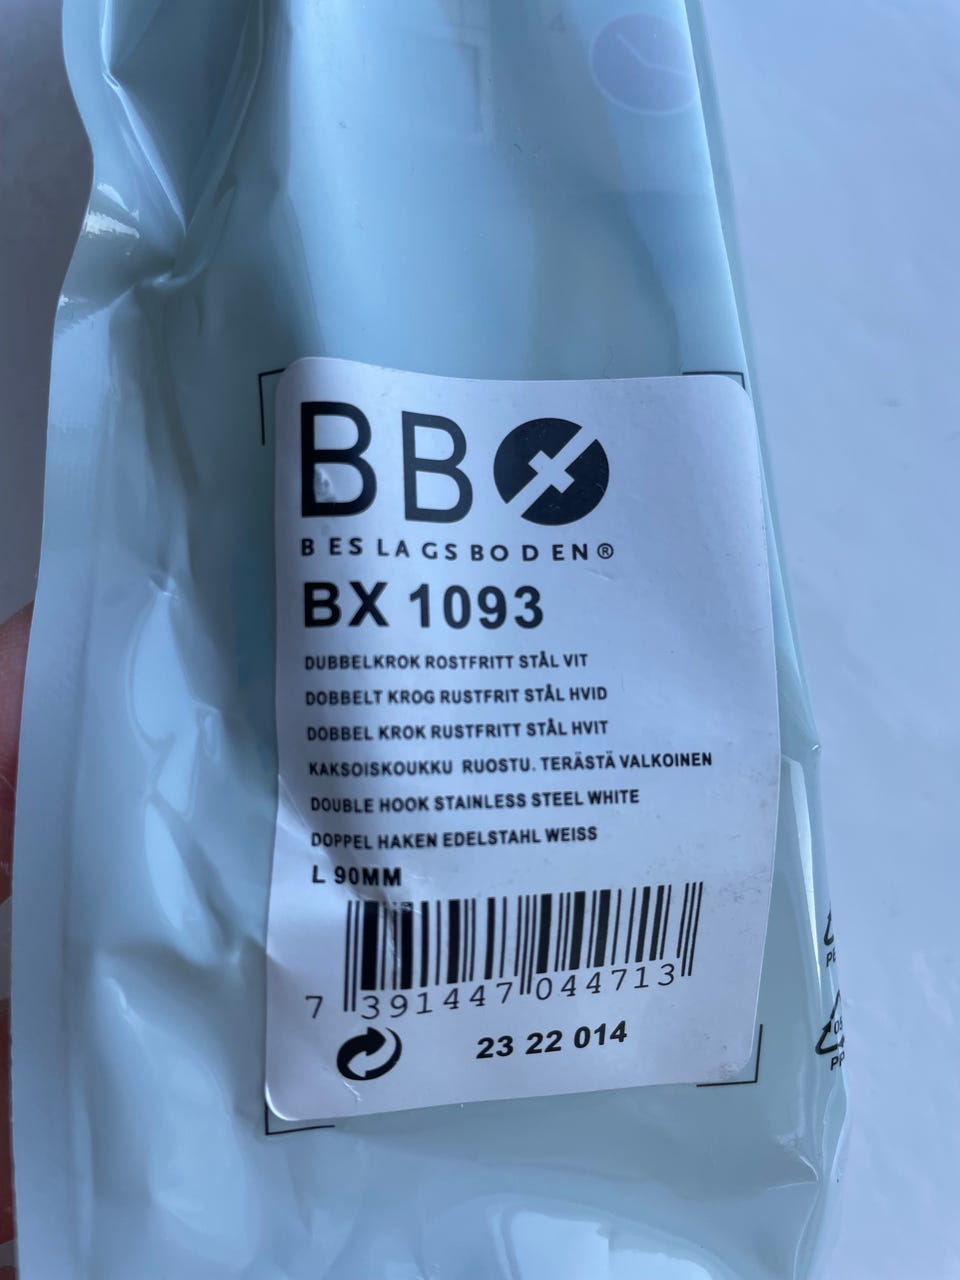 BB
BESLAGSBODEN®
BX 1093
DUBBELKROK ROSTFRITT STÅL VIT
DOBBELT KROG RUSTFRIT STÅL HVID
DOBBEL KROK RUSTFRITT STÅL HVIT
KAKSOISKOUKKU RUOSTU. TERÄSTÄ VALKOINEN
DOUBLE HOOK STAINLESS STEEL WHITE
DOPPEL HAKEN EDELSTAHL WEISS
L 90MM
7 391447 044713
23 22 014